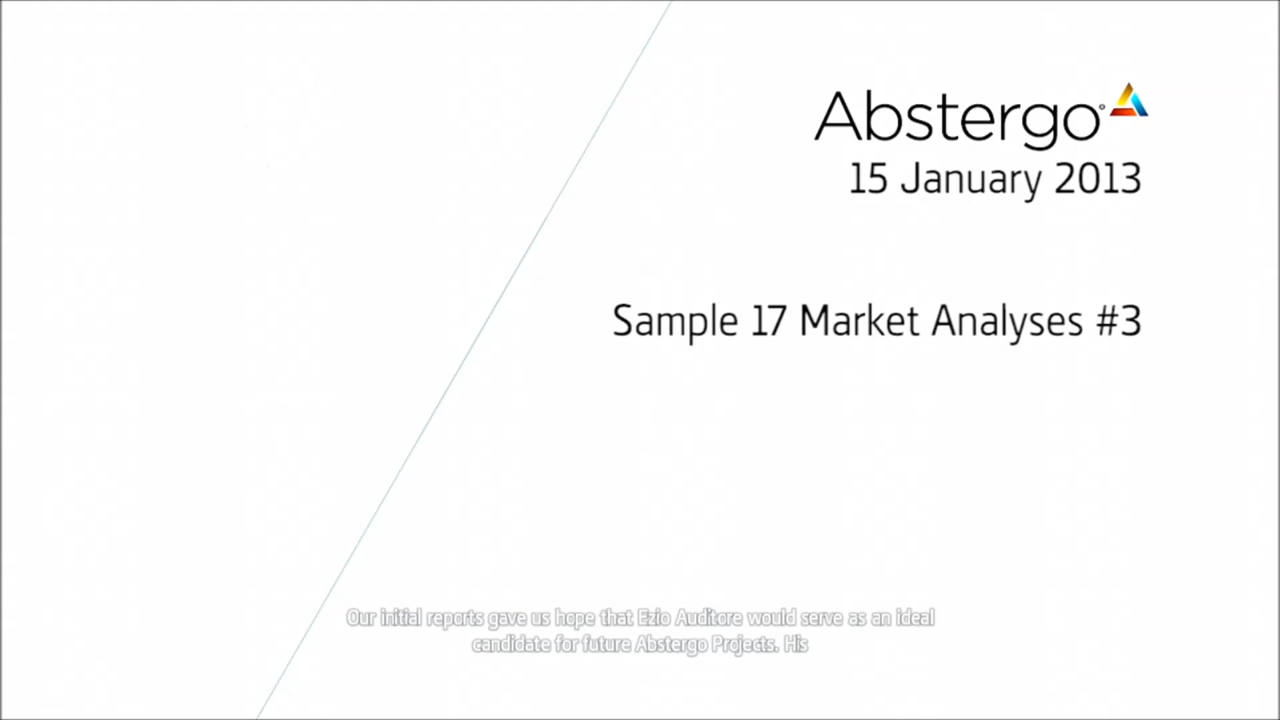 Abstergo
15 January 2013
Sample 17 Market Analyses #3
Our initial reports gave us hope that Ezio Auditore would serve as an ideal
candidate for future Abstergo Projects. His